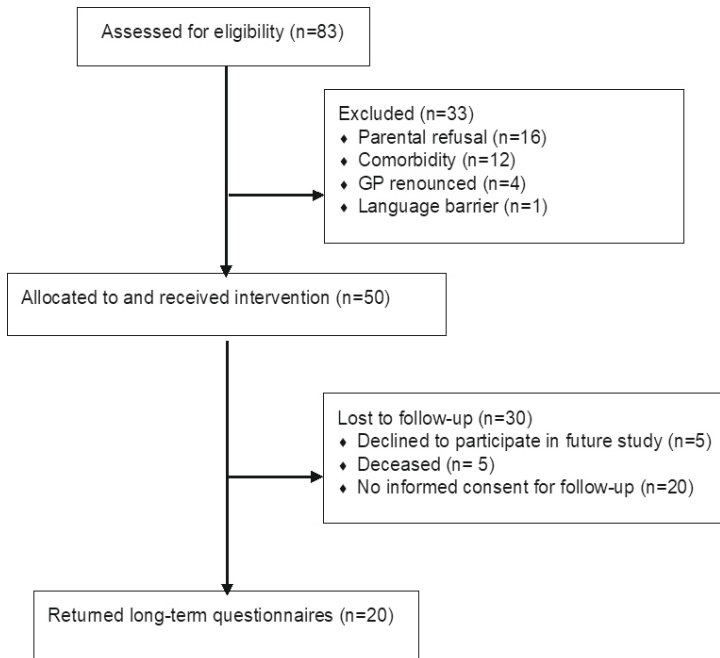 Assessed for eligibility (n=83)
Excluded (n=33)
♦ Parental refusal (n=16)
♦ Comorbidity (n=12)
♦ GP renounced (n=4)
♦ Language barrier (n=1)
Allocated to and received intervention (n=50)
Lost to follow-up (n=30)
♦ Declined to participate in future study (n=5)
♦ Deceased (n= 5)
♦ No informed consent for follow-up (n=20)
Returned long-term questionnaires (n=20)